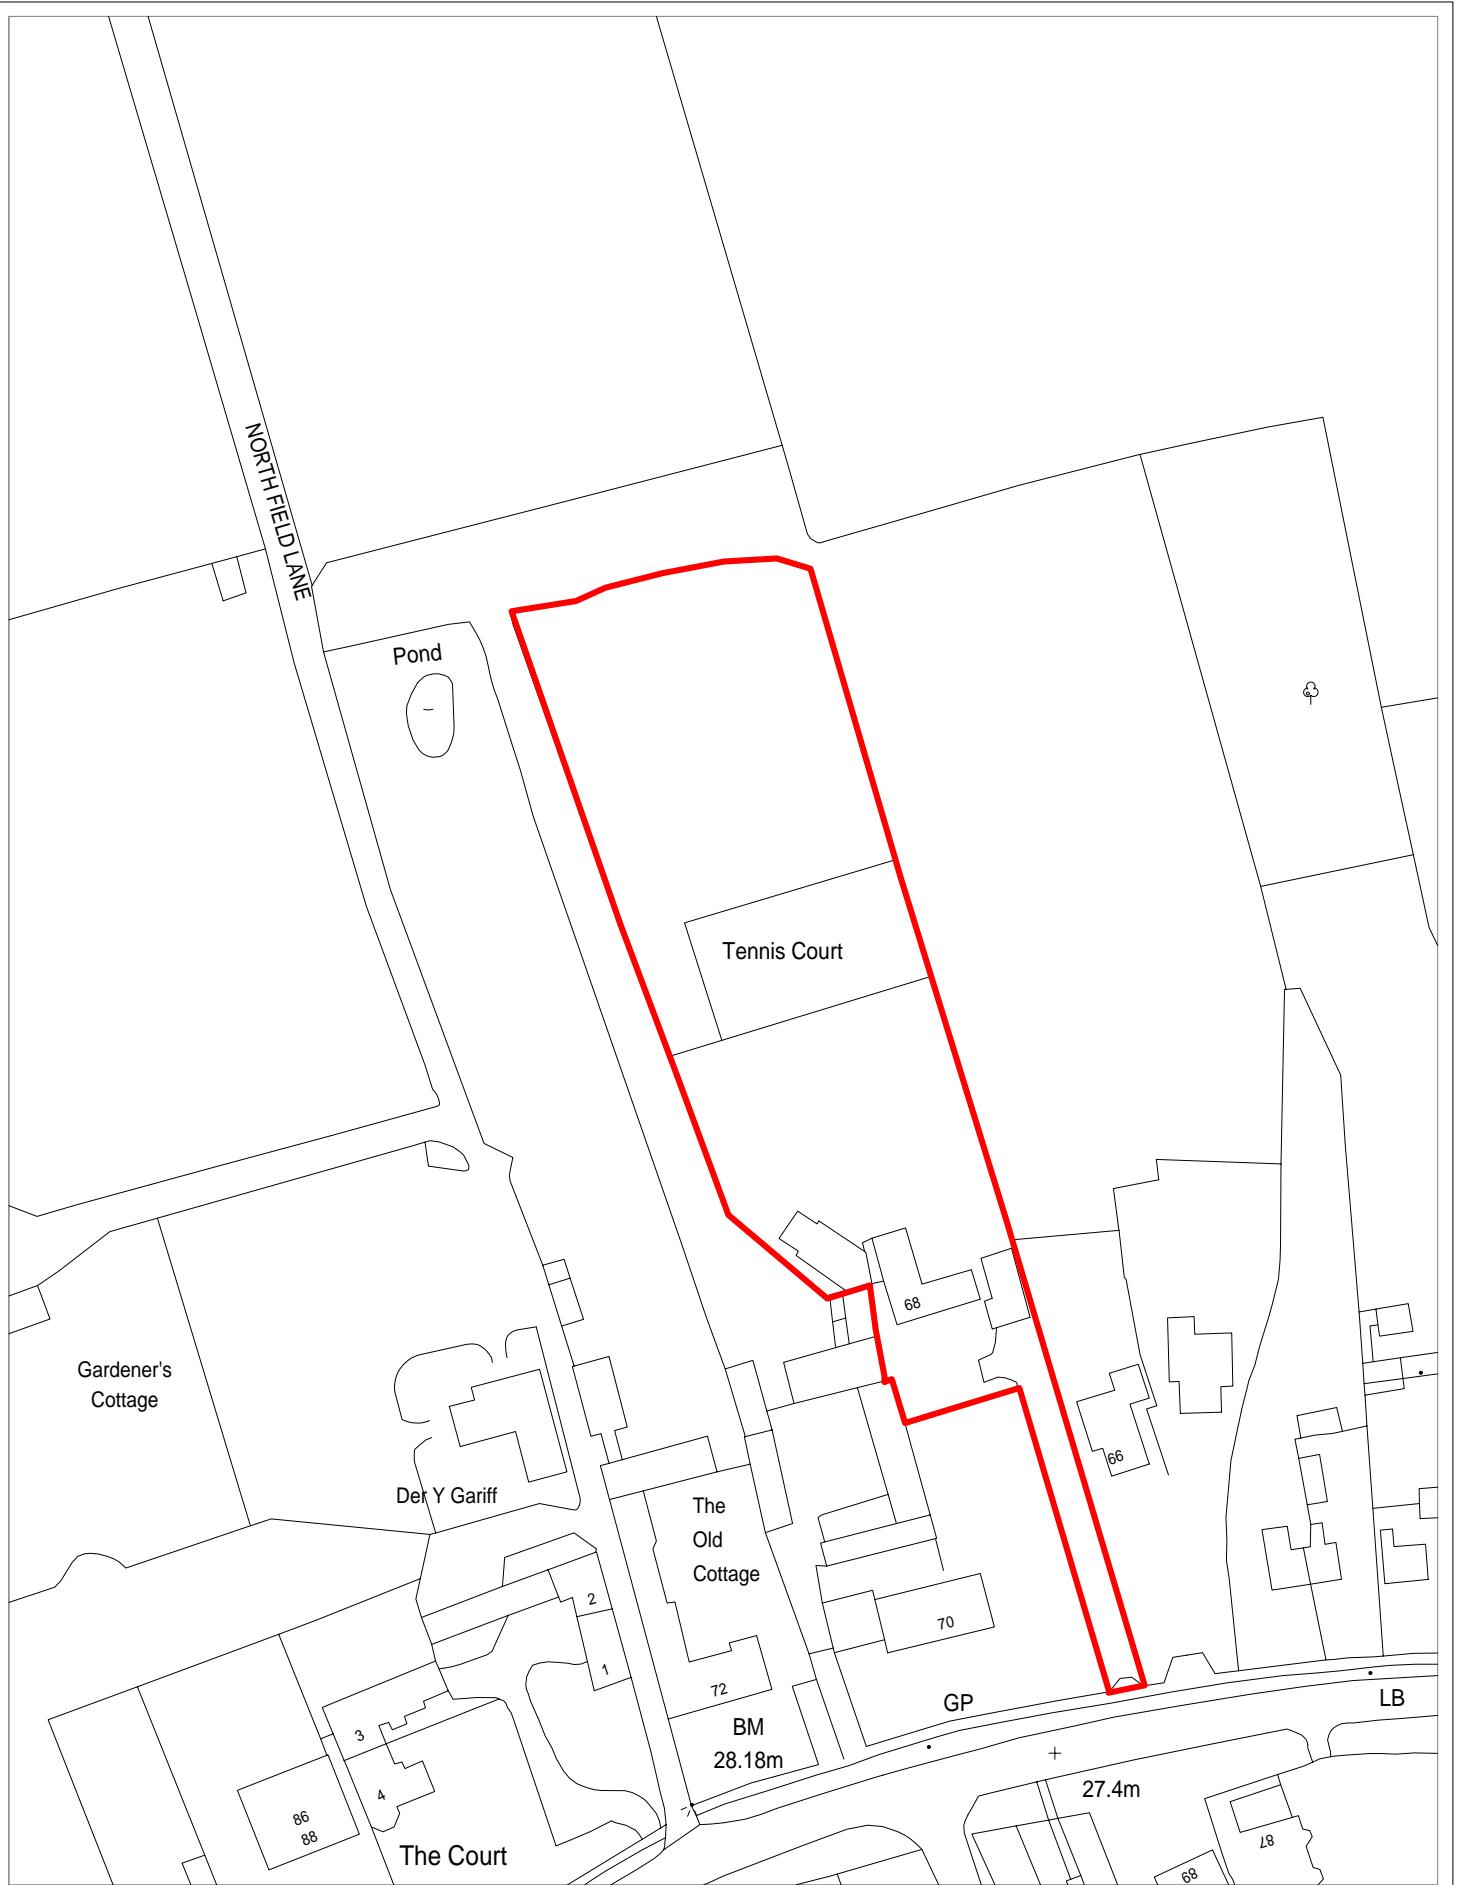 NORTH FIELD LANE
Pond
Tennis Court
68
Gardener's
Cottage
66
Der Y Gariff
The
Old
Cottage
2
70
1
72
GP
LB
3
BM
28.18m
27.4m
4
86
88
The Court
87
89